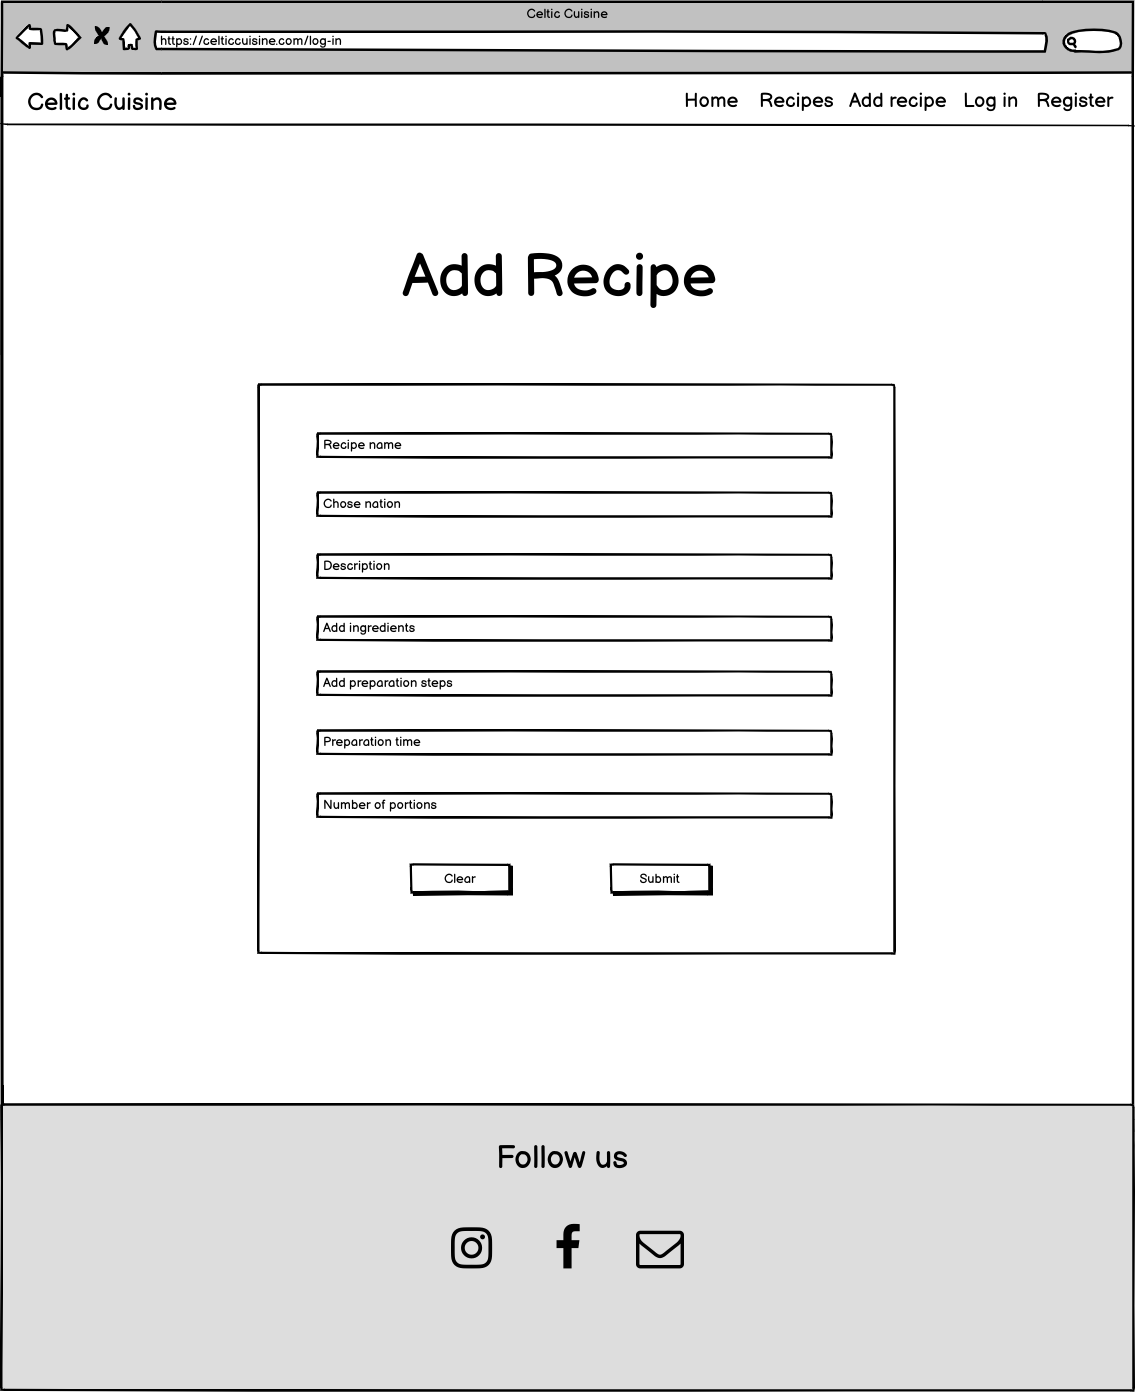 Celtic Cuisine
https://celticcuisine.com/log-in
Celtic Cuisine Home Recipes Add recipe Log in Register
Add Recipe
Recipe name
Chose nation
Description
Add ingredients
Add preparation steps
Preparation time
Number of portions
Clear Submit
Follow us